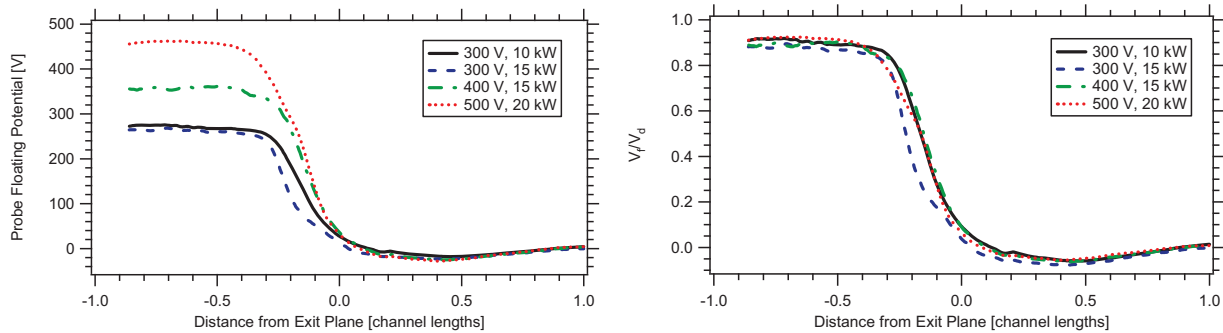 Probe Floating Potential [V]
500
400
300
200
100
0
-1.0
-0.5
0.0
0.5
1.0
Distance from Exit Plane [channel lengths]
300 V, 10 kW
300 V, 15 kW
400 V, 15 kW
500 V, 20 kW
Vf/Vd
1.0
0.8
0.6
0.4
0.2
0.0
-1.0
-0.5
0.0
0.5
1.0
Distance from Exit Plane [channel lengths]
300 V, 10 kW
300 V, 15 kW
400 V, 15 kW
500 V, 20 kW